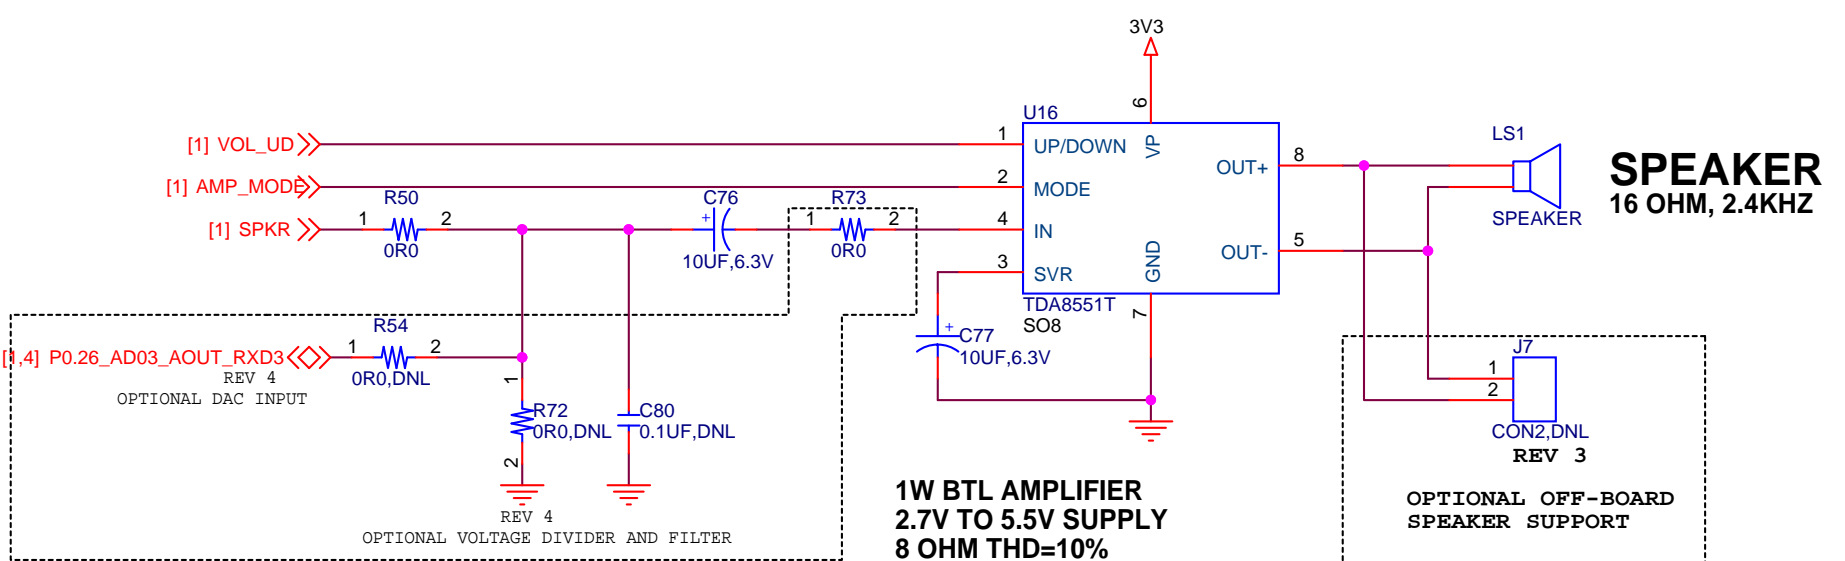 3V3
6
U16
VP
[1] VOL_UD
1
UP/DOWN
[1] AMP_MODE
2
MODE
[1] SPKR
1
R50
2
0R0
C76
+
10UF,6.3V
1
R73
2
0R0
4
IN
3
SVR
GND
7
TDA8551T
SO8
OUT+
8
OUT-
5
LS1
SPEAKER
SPEAKER
16 OHM, 2.4KHZ
+
C77
10UF,6.3V
[1,4] P0.26_AD03_AOUT_RXD3
1
R54
2
0R0,DNL
REV 4
OPTIONAL DAC INPUT
1
R72
0R0,DNL
2
C80
0.1UF,DNL
REV 4
OPTIONAL VOLTAGE DIVIDER AND FILTER
1W BTL AMPLIFIER
2.7V TO 5.5V SUPPLY
8 OHM THD=10%
J7
1
2
CON2,DNL
REV 3
OPTIONAL OFF-BOARD
SPEAKER SUPPORT